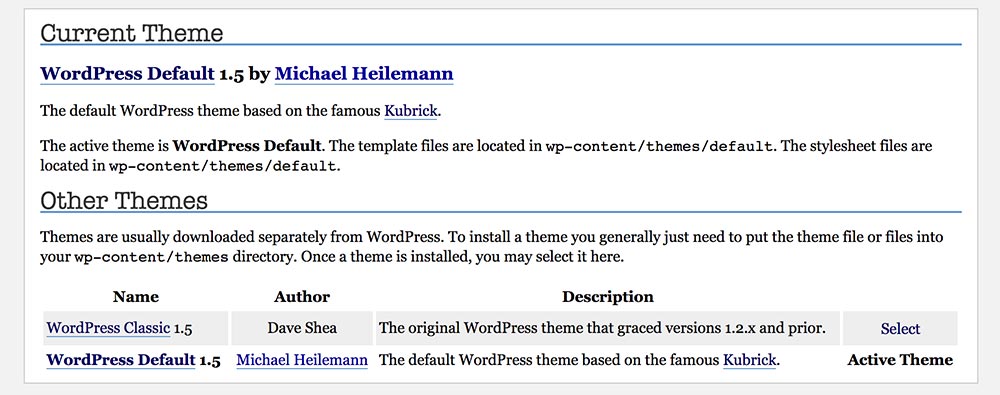 Current Theme
WordPress Default 1.5 by Michael Heilemann
The default WordPress theme based on the famous Kubrick.
The active theme is WordPress Default. The template files are located in wp-content/themes/default. The stylesheet files are
located in wp-content/themes/default.
Other Themes
Themes are usually downloaded separately from WordPress. To install a theme you generally just need to put the theme file or files into
your wp-content/themes directory. Once a theme is installed, you may select it here.
Name Author Description
WordPress Classic 1.5 Dave Shea The original WordPress theme that graced versions 1.2.x and prior. Select
WordPress Default 1.5 Michael Heilemann The default WordPress theme based on the famous Kubrick. Active Theme